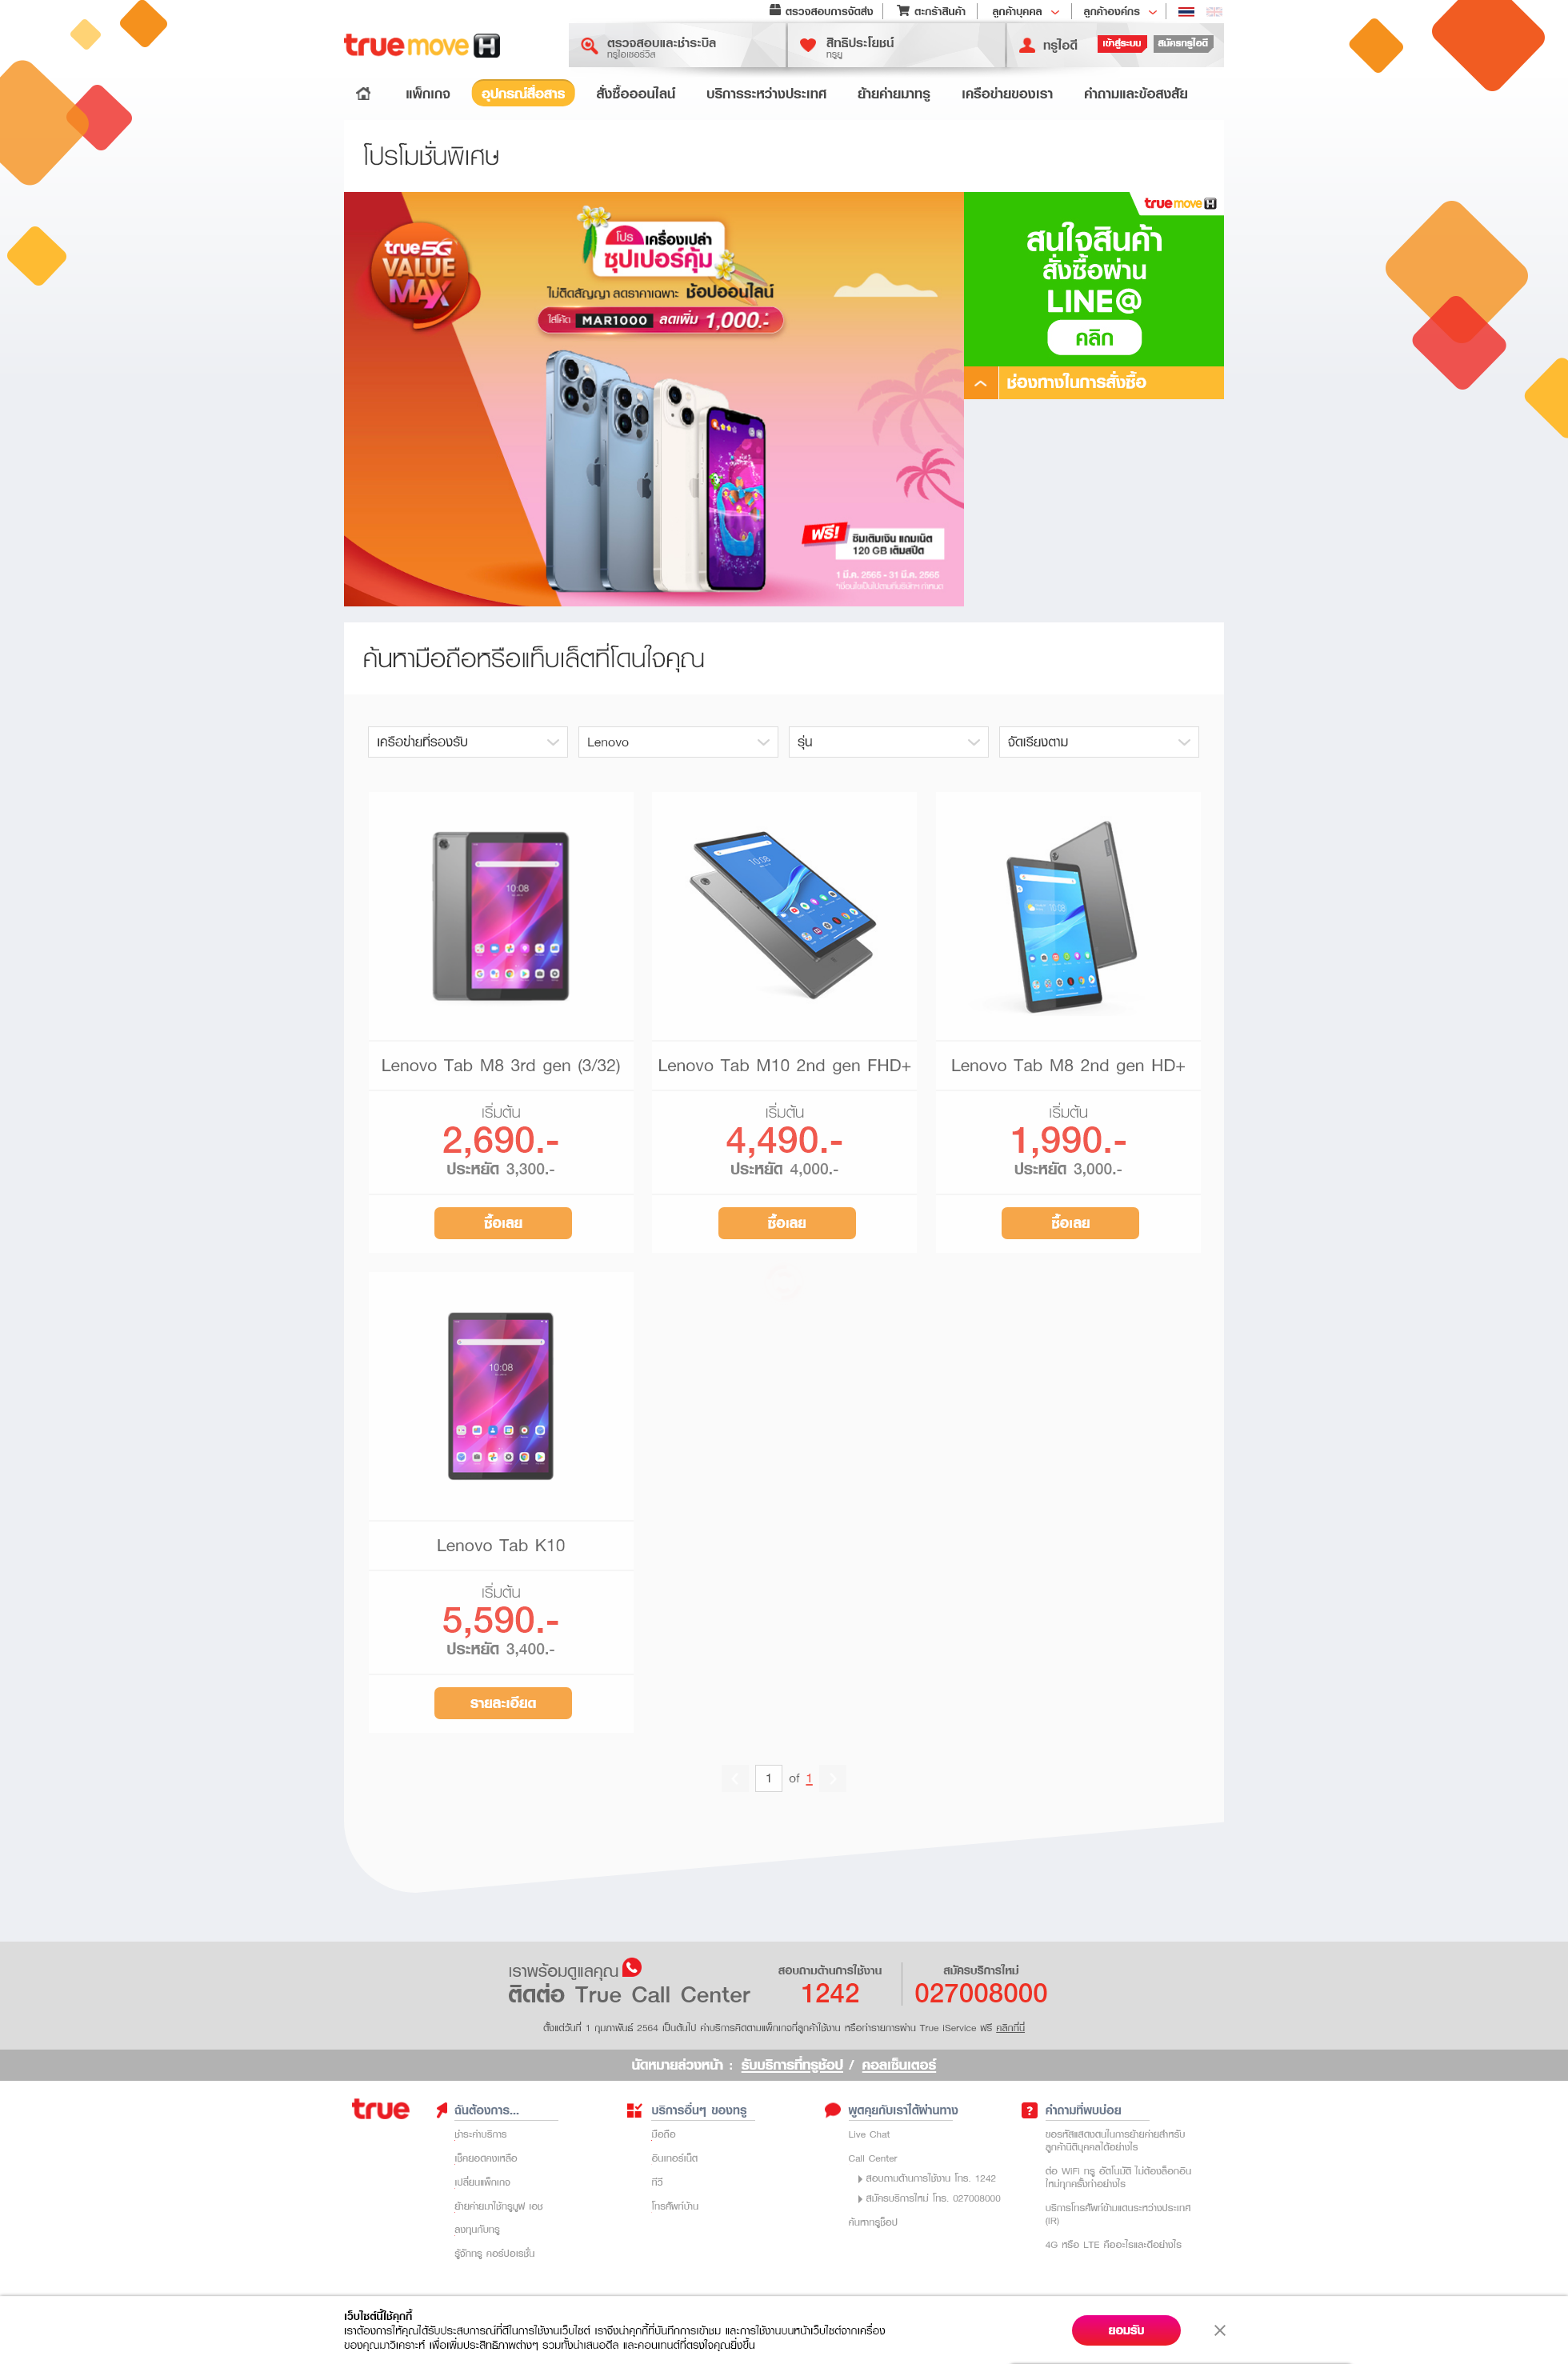 ตรวจสอบการจัดส่ง
ตะกร้าสินค้า
ลูกค้าบุคคล
ลูกค้าองค์กร
truemove H
ตรวจสอบและชำระบิล
ทรูไอเซอร์วิส
สิทธิประโยชน์
ทรูยู
ทรูไอดี
เข้าสู่ระบบ
สมัครทรูไอดี
แพ็กเกจ
อุปกรณ์สื่อสาร
สั่งซื้อออนไลน์
บริการระหว่างประเทศ
ย้ายค่ายมาทรู
เครือข่ายของเรา
คำถามและข้อสงสัย
โปรโมชั่นพิเศษ
true 5G
VALUE
MAX
โปร เครื่องเปล่า
ซุปเปอร์คุ้ม
ไม่ติดสัญญา ลดราคาเฉพาะ ช้อปออนไลน์
ใส่โค้ด MAR1000 ลดเพิ่ม 1,000.-
ฟรี!
ซิมเติมเงิน แถมเน็ต
120 GB เต็มสปีด
1 มี.ค. 2565 - 31 มี.ค. 2565
*เงื่อนไขเป็นไปตามที่บริษัทฯ กำหนด
truemove H
สนใจสินค้า
สั่งซื้อผ่าน
LINE@
คลิก
ช่องทางในการสั่งซื้อ
ค้นหามือถือหรือแท็บเล็ตที่โดนใจคุณ
เครือข่ายที่รองรับ
Lenovo
รุ่น
จัดเรียงตาม
10:08
10:08
10:08
Lenovo Tab M8 3rd gen (3/32)
Lenovo Tab M10 2nd gen FHD+
Lenovo Tab M8 2nd gen HD+
เริ่มต้น
2,690.-
ประหยัด 3,300.-
เริ่มต้น
4,490.-
ประหยัด 4,000.-
เริ่มต้น
1,990.-
ประหยัด 3,000.-
ซื้อเลย
ซื้อเลย
ซื้อเลย
10:08
Lenovo Tab K10
เริ่มต้น
5,590.-
ประหยัด 3,400.-
รายละเอียด
1 of 1
เราพร้อมดูแลคุณ
ติดต่อ True Call Center
สอบถามด้านการใช้งาน
1242
สมัครบริการใหม่
027008000
ตั้งแต่วันที่ 1 กุมภาพันธ์ 2564 เป็นต้นไป ค่าบริการคิดตามแพ็กเกจที่ลูกค้าใช้งาน หรือทำรายการผ่าน True iService ฟรี คลิกที่นี่
นัดหมายล่วงหน้า : รับบริการที่ทรูช้อป / คอลเซ็นเตอร์
true
ฉันต้องการ...
ชำระค่าบริการ
เช็คยอดคงเหลือ
เปลี่ยนแพ็กเกจ
ย้ายค่ายมาใช้ทรูมูฟ เอช
ลงทุนกับทรู
รู้จักทรู คอร์ปอเรชั่น
บริการอื่นๆ ของทรู
มือถือ
อินเทอร์เน็ต
ทีวี
โทรศัพท์บ้าน
พูดคุยกับเราได้ผ่านทาง
Live Chat
Call Center
สอบถามด้านการใช้งาน โทร. 1242
สมัครบริการใหม่ โทร. 027008000
ค้นหาทรูช็อป
คำถามที่พบบ่อย
ขอรหัสแสดงตนในการย้ายค่ายสำหรับ
ลูกค้านิติบุคคลได้อย่างไร
ต่อ WiFi ทรู อัตโนมัติ ไม่ต้องล็อกอิน
ใหม่ทุกครั้งทำอย่างไร
บริการโทรศัพท์ข้ามแดนระหว่างประเทศ
(IR)
4G หรือ LTE คืออะไรและดีอย่างไร
เว็บไซต์นี้ใช้คุกกี้
เราต้องการให้คุณได้รับประสบการณ์ที่ดีในการใช้งานเว็บไซต์ เราจึงนำคุกกี้ที่บันทึกการเข้าชม และการใช้งานบนหน้าเว็บไซต์จากเครื่อง
ของคุณมาวิเคราะห์ เพื่อเพิ่มประสิทธิภาพต่างๆ รวมทั้งนำเสนอดีล และคอนเทนต์ที่ตรงใจคุณยิ่งขึ้น
ยอมรับ